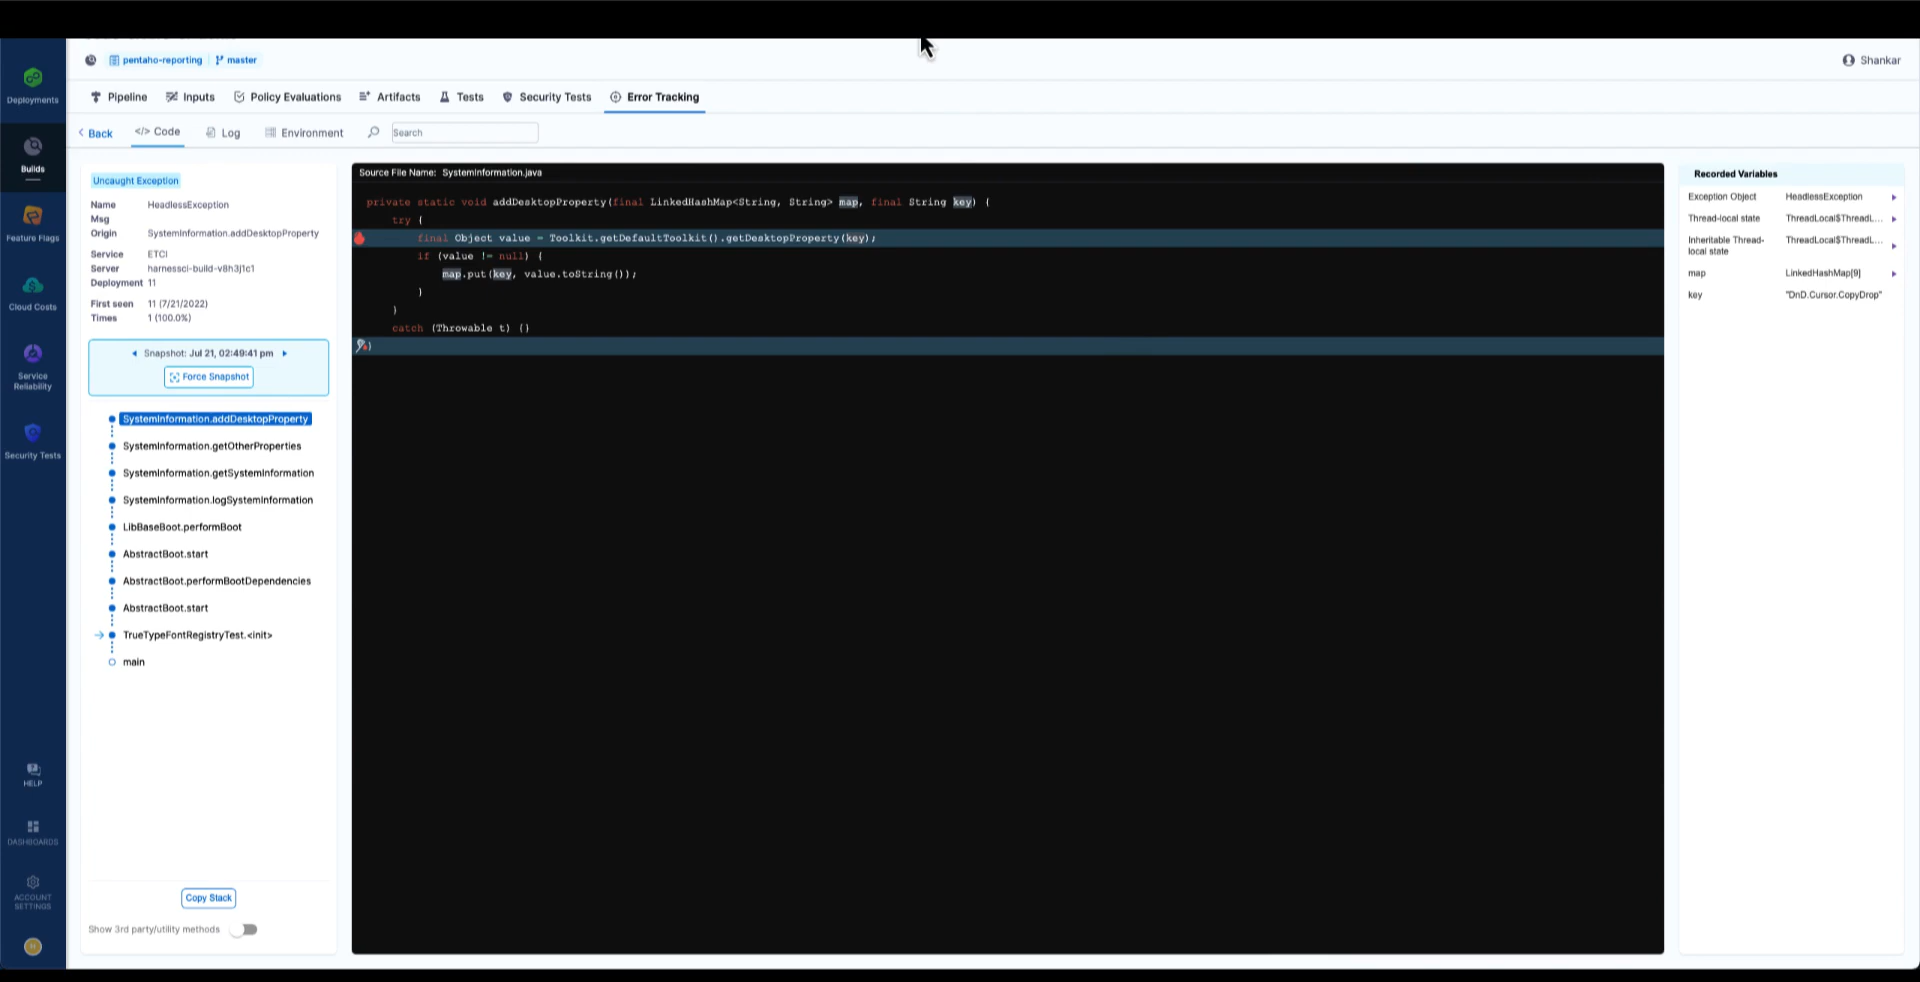 pentaho-reporting master
Shankar
Deployments
Builds
Feature Flags
Cloud Costs
Service
Reliability
Security Tests
HELP
DASHBOARDS
ACCOUNT
SETTINGS
Pipeline Inputs Policy Evaluations Artifacts Tests Security Tests Error Tracking
Back </> Code Log Environment Search
Uncaught Exception
Name HeadlessException
Msg
Origin SystemInformation.addDesktopProperty
Service ETCI
Server harnessci-build-v8h3j1c1
Deployment 11
First seen 11 (7/21/2022)
Times 1 (100.0%)
Snapshot: Jul 21, 02:49:41 pm
Force Snapshot
SystemInformation.addDesktopProperty
SystemInformation.getOtherProperties
SystemInformation.getSystemInformation
SystemInformation.logSystemInformation
LibBaseBoot.performBoot
AbstractBoot.start
AbstractBoot.performBootDependencies
AbstractBoot.start
TrueTypeFontRegistryTest.<init>
main
Copy Stack
Show 3rd party/utility methods
Source File Name: SystemInformation.java
private static void addDesktopProperty(final LinkedHashMap<String, String> map, final String key) {
try {
final Object value = Toolkit.getDefaultToolkit().getDesktopProperty(key);
if (value != null) {
map.put(key, value.toString());
}
}
catch (Throwable t) {}
}
Recorded Variables
Exception Object HeadlessException
Thread-local state ThreadLocal$ThreadL...
Inheritable Thread-
local state ThreadLocal$ThreadL...
map LinkedHashMap[9]
key "DnD.Cursor.CopyDrop"